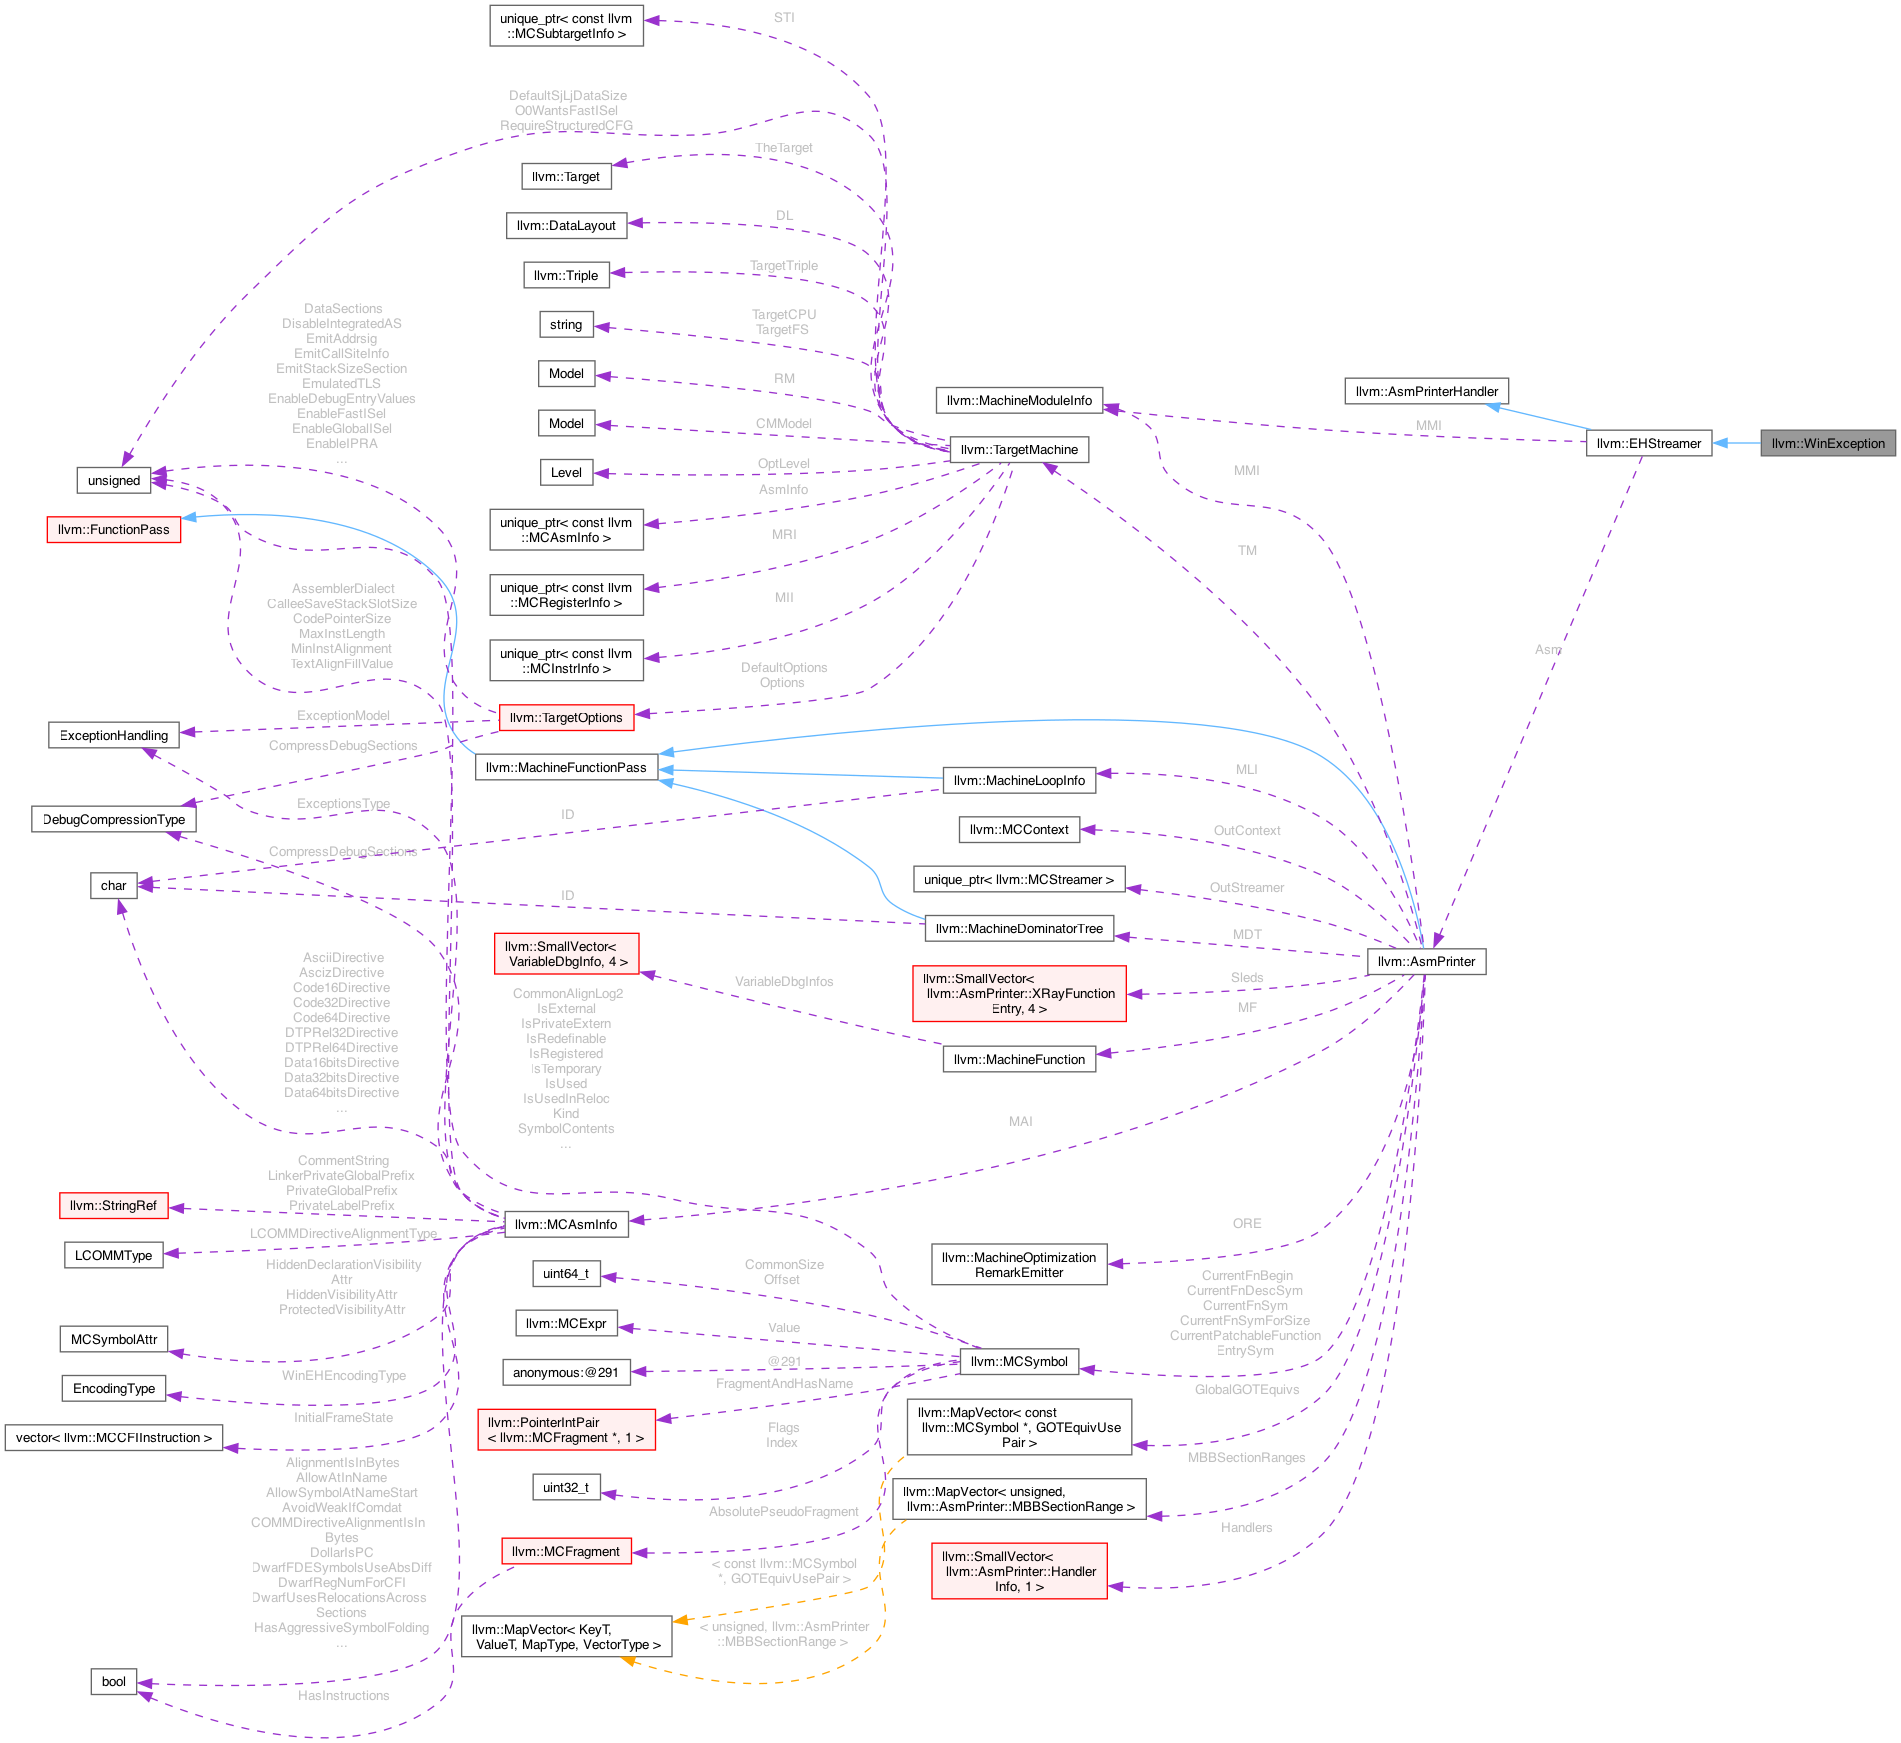 unique_ptr< const llvm
::MCSubtargetInfo >
STI
DefaultSjLjDataSize
O0WantsFastISel
RequireStructuredCFG
TheTarget
llvm::Target
DL
llvm::DataLayout
TargetTriple
llvm::Triple
DataSections
DisableIntegratedAS
EmitAddrsig
EmitCallSiteInfo
EmitStackSizeSection
EmulatedTLS
EnableDebugEntryValues
EnableFastISel
EnableGlobalISel
EnableIPRA
...
string
TargetCPU
TargetFS
Model
RM
llvm::MachineModuleInfo
llvm::AsmPrinterHandler
Model
CMModel
MMI
llvm::EHStreamer
llvm::WinException
llvm::TargetMachine
Level
OptLevel
MMI
unsigned
AsmInfo
llvm::FunctionPass
unique_ptr< const llvm
::MCAsmInfo >
MRI
TM
unique_ptr< const llvm
::MCRegisterInfo >
MII
AssemblerDialect
CalleeSaveStackSlotSize
CodePointerSize
MaxInstLength
MinInstAlignment
TextAlignFillValue
unique_ptr< const llvm
::MCInstrInfo >
Asm
DefaultOptions
Options
ExceptionModel
llvm::TargetOptions
ExceptionHandling
CompressDebugSections
llvm::MachineFunctionPass
llvm::MachineLoopInfo
MLI
ExceptionsType
ID
DebugCompressionType
llvm::MCContext
OutContext
CompressDebugSections
char
unique_ptr< llvm::MCStreamer >
OutStreamer
ID
llvm::MachineDominatorTree
MDT
llvm::SmallVector<
VariableDbgInfo, 4 >
llvm::AsmPrinter
AsciiDirective
AscizDirective
Code16Directive
Code32Directive
Code64Directive
DTPRel32Directive
DTPRel64Directive
Data16bitsDirective
Data32bitsDirective
Data64bitsDirective
...
VariableDbgInfos
llvm::SmallVector<
llvm::AsmPrinter::XRayFunction
Entry, 4 >
Sleds
MF
CommonAlignLog2
IsExternal
IsPrivateExtern
IsRedefinable
IsRegistered
IsTemporary
IsUsed
IsUsedInReloc
Kind
SymbolContents
...
llvm::MachineFunction
MAI
CommentString
LinkerPrivateGlobalPrefix
PrivateGlobalPrefix
PrivateLabelPrefix
llvm::StringRef
llvm::MCAsmInfo
ORE
LCOMMDirectiveAlignmentType
LCOMMType
HiddenDeclarationVisibility
Attr
HiddenVisibilityAttr
ProtectedVisibilityAttr
uint64_t
CommonSize
Offset
llvm::MachineOptimization
RemarkEmitter
CurrentFnBegin
CurrentFnDescSym
CurrentFnSym
CurrentFnSymForSize
CurrentPatchableFunction
EntrySym
llvm::MCExpr
Value
MCSymbolAttr
anonymous:@291
@291
llvm::MCSymbol
WinEHEncodingType
EncodingType
FragmentAndHasName
GlobalGOTEquivs
InitialFrameState
vector< llvm::MCCFIInstruction >
llvm::PointerIntPair
< llvm::MCFragment *, 1 >
Flags
Index
llvm::MapVector< const
llvm::MCSymbol *, GOTEquivUse
Pair >
MBBSectionRanges
AlignmentIsInBytes
AllowAtInName
AllowSymbolAtNameStart
AvoidWeakIfComdat
COMMDirectiveAlignmentIsIn
Bytes
DollarIsPC
DwarfFDESymbolsUseAbsDiff
DwarfRegNumForCFI
DwarfUsesRelocationsAcross
Sections
HasAggressiveSymbolFolding
...
uint32_t
llvm::MapVector< unsigned,
llvm::AsmPrinter::MBBSectionRange >
AbsolutePseudoFragment
Handlers
llvm::MCFragment
< const llvm::MCSymbol
*, GOTEquivUsePair >
llvm::SmallVector<
llvm::AsmPrinter::Handler
Info, 1 >
llvm::MapVector< KeyT,
ValueT, MapType, VectorType >
< unsigned, llvm::AsmPrinter
::MBBSectionRange >
bool
HasInstructions